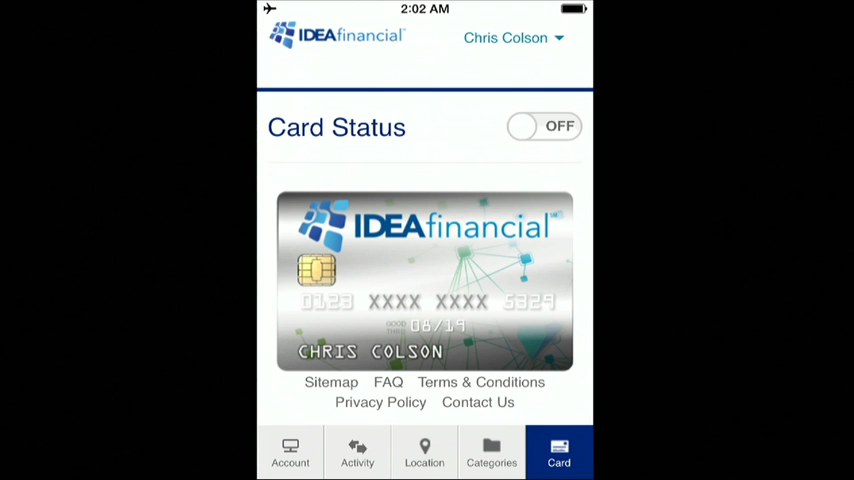 2:02 AM
IDEAfinancial
Chris Colson
Card Status
OFF
IDEAfinancial
0123 XXXX XXXX 6329
GOOD
THRU
08/19
CHRIS COLSON
Sitemap FAQ Terms & Conditions
Privacy Policy Contact Us
Account Activity Location Categories Card